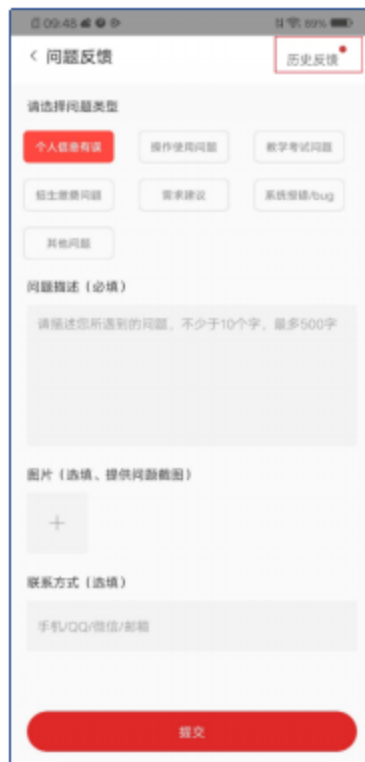 09:45 89%
问题反馈 历史反馈
请选择问题类型
个人信息有误 操作使用问题 教学考试问题
招生缴费问题 需求建议 系统报错/bug
其他问题
问题描述（必填）
请描述您所遇到的问题，不少于10个字，最多500字
图片（选填、提供问题截图）
+
联系方式（选填）
手机/QQ/微信/邮箱
提交